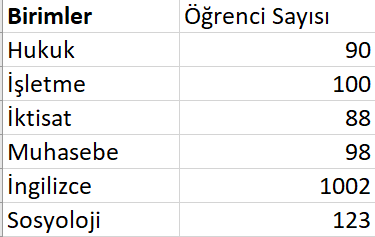 Birimler Öğrenci Sayısı
Hukuk 90
İşletme 100
İktisat 88
Muhasebe 98
İngilizce 1002
Sosyoloji 123